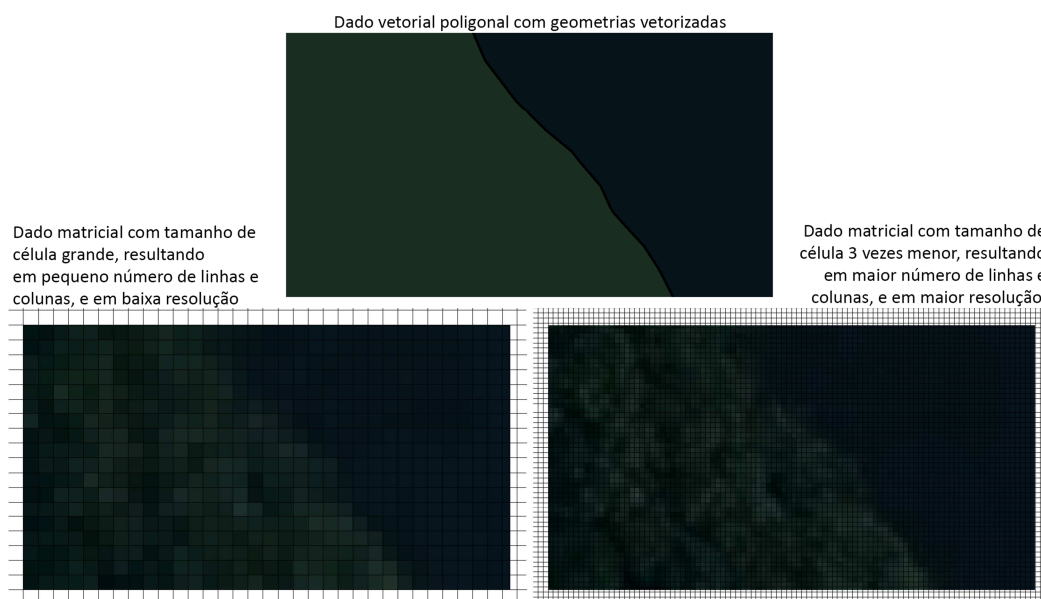 Dado vetorial poligonal com geometrias vetorizadas
Dado matricial com tamanho de
célula grande, resultando
em pequeno número de linhas e
colunas, e em baixa resolução
Dado matricial com tamanho de
célula 3 vezes menor, resultando
em maior número de linhas e
colunas, e em maior resolução